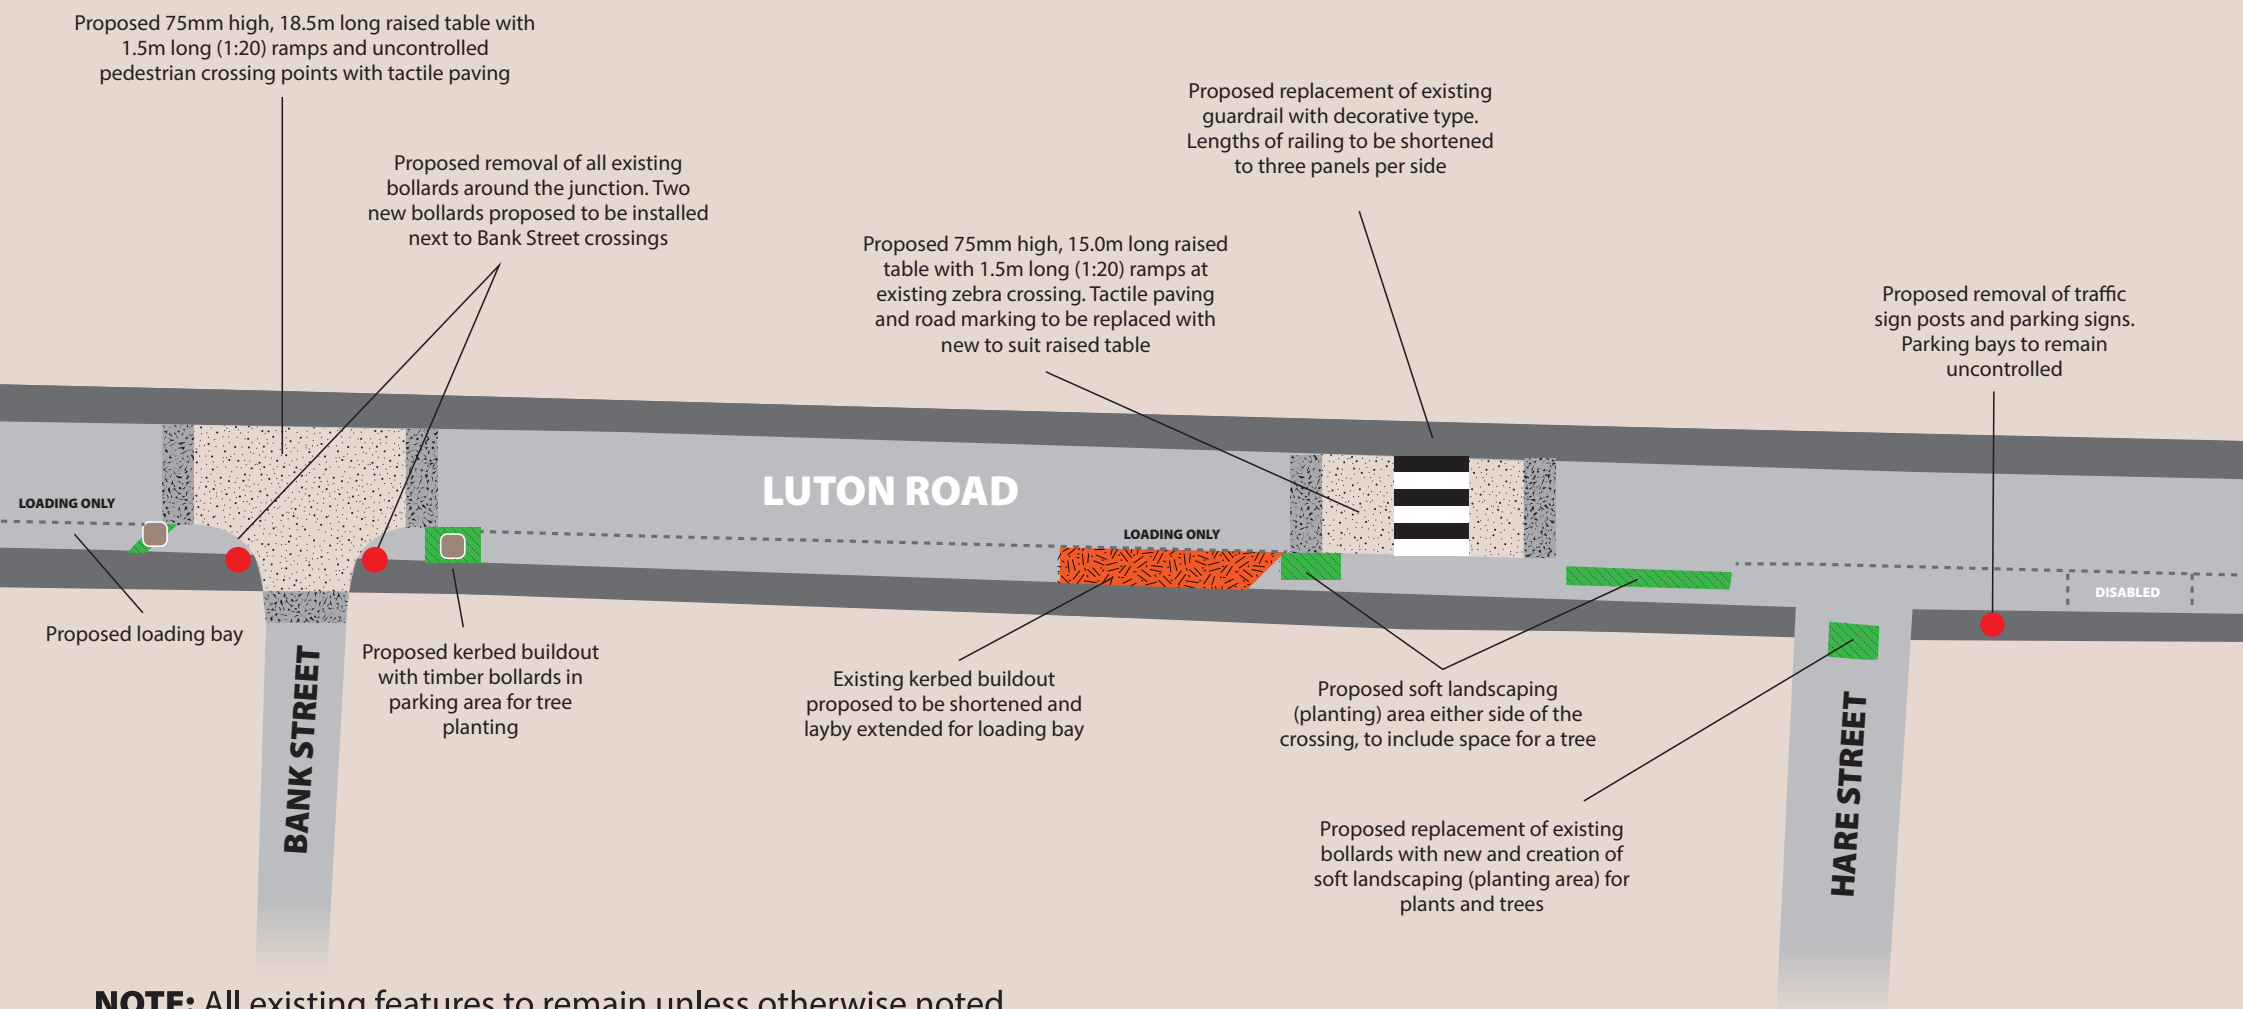 Proposed 75mm high, 18.5m long raised table with
1.5m long (1:20) ramps and uncontrolled
pedestrian crossing points with tactile paving
Proposed removal of all existing
bollards around the junction. Two
new bollards proposed to be installed
next to Bank Street crossings
Proposed replacement of existing
guardrail with decorative type.
Lengths of railing to be shortened
to three panels per side
Proposed 75mm high, 15.0m long raised
table with 1.5m long (1:20) ramps at
existing zebra crossing. Tactile paving
and road marking to be replaced with
new to suit raised table
Proposed removal of traffic
sign posts and parking signs.
Parking bays to remain
uncontrolled
LOADING ONLY
LUTON ROAD
LOADING ONLY
DISABLED
Proposed loading bay
BANK STREET
Proposed kerbed buildout
with timber bollards in
parking area for tree
planting
Existing kerbed buildout
proposed to be shortened and
layby extended for loading bay
Proposed soft landscaping
(planting) area either side of the
crossing, to include space for a tree
Proposed replacement of existing
bollards with new and creation of
soft landscaping (planting area) for
plants and trees
HARE STREET
NOTE: All existing features to remain unless otherwise noted